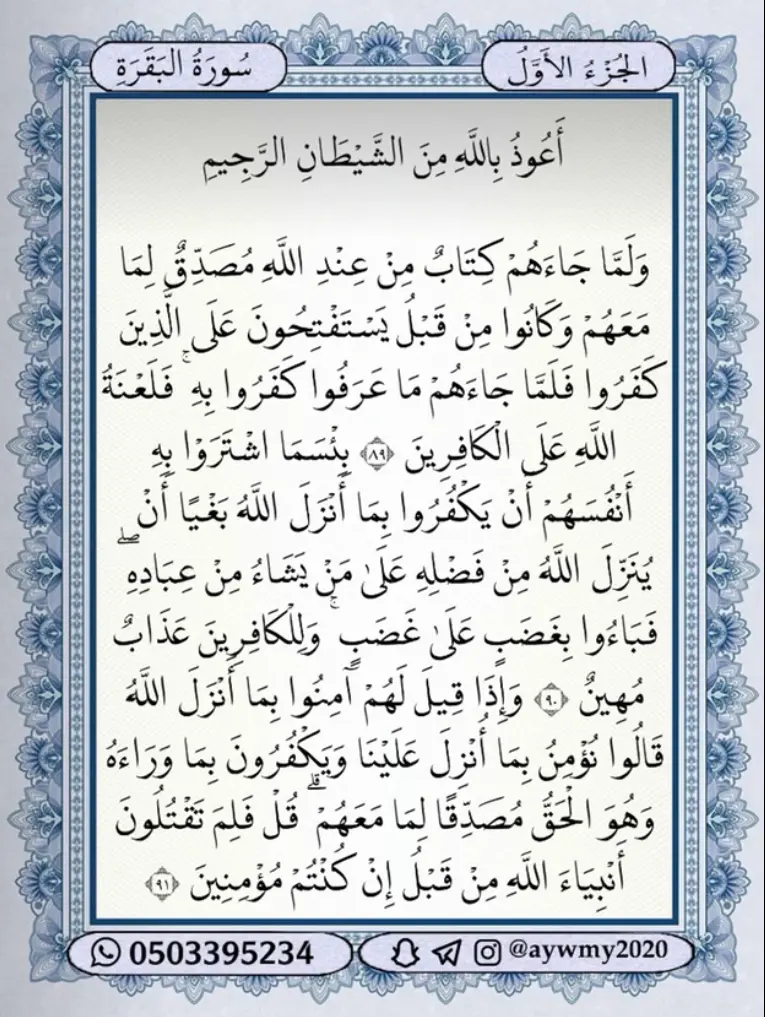 الجُزْءُ الأَوَّلُ
سُورَةُ البَقَرَةِ
أَعُوذُ بِاللَّهِ مِنَ الشَّيْطَانِ الرَّجِيمِ
وَلَمَّا جَاءَهُمْ كِتَابٌ مِنْ عِنْدِ اللَّهِ مُصَدِّقٌ لِمَا
مَعَهُمْ وَكَانُوا مِنْ قَبْلُ يَسْتَفْتِحُونَ عَلَى الَّذِينَ
كَفَرُوا فَلَمَّا جَاءَهُمْ مَا عَرَفُوا كَفَرُوا بِهِ ۚ فَلَعْنَةُ
اللَّهِ عَلَى الْكَافِرِينَ ﴿٨٩﴾ بِئْسَمَا اشْتَرَوْا بِهِ
أَنْفُسَهُمْ أَنْ يَكْفُرُوا بِمَا أَنْزَلَ اللَّهُ بَغْيًا أَنْ
يُنَزِّلَ اللَّهُ مِنْ فَضْلِهِ عَلَىٰ مَنْ يَشَاءُ مِنْ عِبَادِهِ ۖ
فَبَاءُوا بِغَضَبٍ عَلَىٰ غَضَبٍ ۚ وَلِلْكَافِرِينَ عَذَابٌ
مُهِينٌ ﴿٩٠﴾ وَإِذَا قِيلَ لَهُمْ آمِنُوا بِمَا أَنْزَلَ اللَّهُ
قَالُوا نُؤْمِنُ بِمَا أُنْزِلَ عَلَيْنَا وَيَكْفُرُونَ بِمَا وَرَاءَهُ
وَهُوَ الْحَقُّ مُصَدِّقًا لِمَا مَعَهُمْ ۗ قُلْ فَلِمَ تَقْتُلُونَ
أَنْبِيَاءَ اللَّهِ مِنْ قَبْلُ إِنْ كُنْتُمْ مُؤْمِنِينَ ﴿٩١﴾
0503395234
@aywmy2020